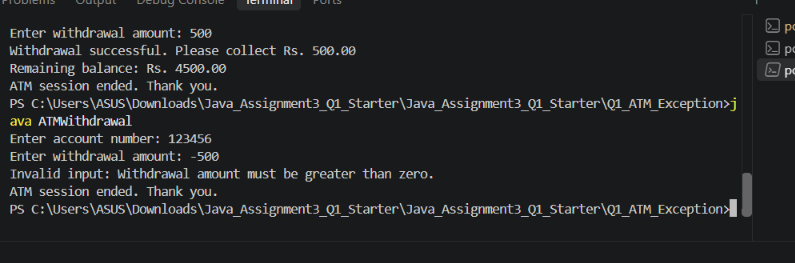 Problems Output Debug Console Terminal Ports
Enter withdrawal amount: 500
Withdrawal successful. Please collect Rs. 500.00
Remaining balance: Rs. 4500.00
ATM session ended. Thank you.
PS C:\Users\ASUS\Downloads\Java_Assignment3_Q1_Starter\Java_Assignment3_Q1_Starter\Q1_ATM_Exception>j
ava ATMWithdrawal
Enter account number: 123456
Enter withdrawal amount: -500
Invalid input: Withdrawal amount must be greater than zero.
ATM session ended. Thank you.
PS C:\Users\ASUS\Downloads\Java_Assignment3_Q1_Starter\Java_Assignment3_Q1_Starter\Q1_ATM_Exception>